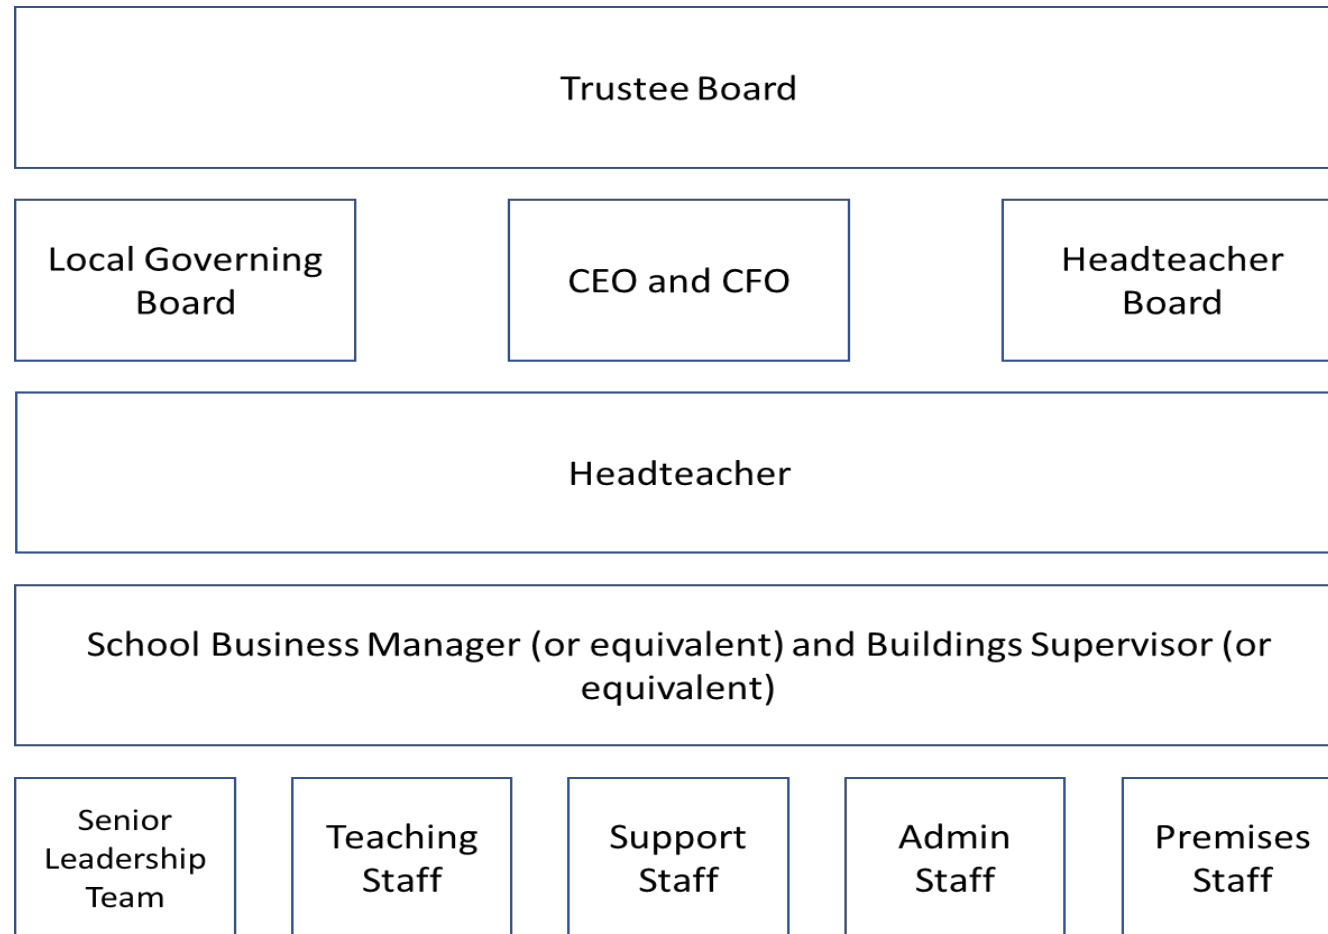 Trustee Board
Local Governing
Board
CEO and CFO
Headteacher
Board
Headteacher
School Business Manager (or equivalent) and Buildings Supervisor (or
equivalent)
Senior
Leadership
Team
Teaching
Staff
Support
Staff
Admin
Staff
Premises
Staff